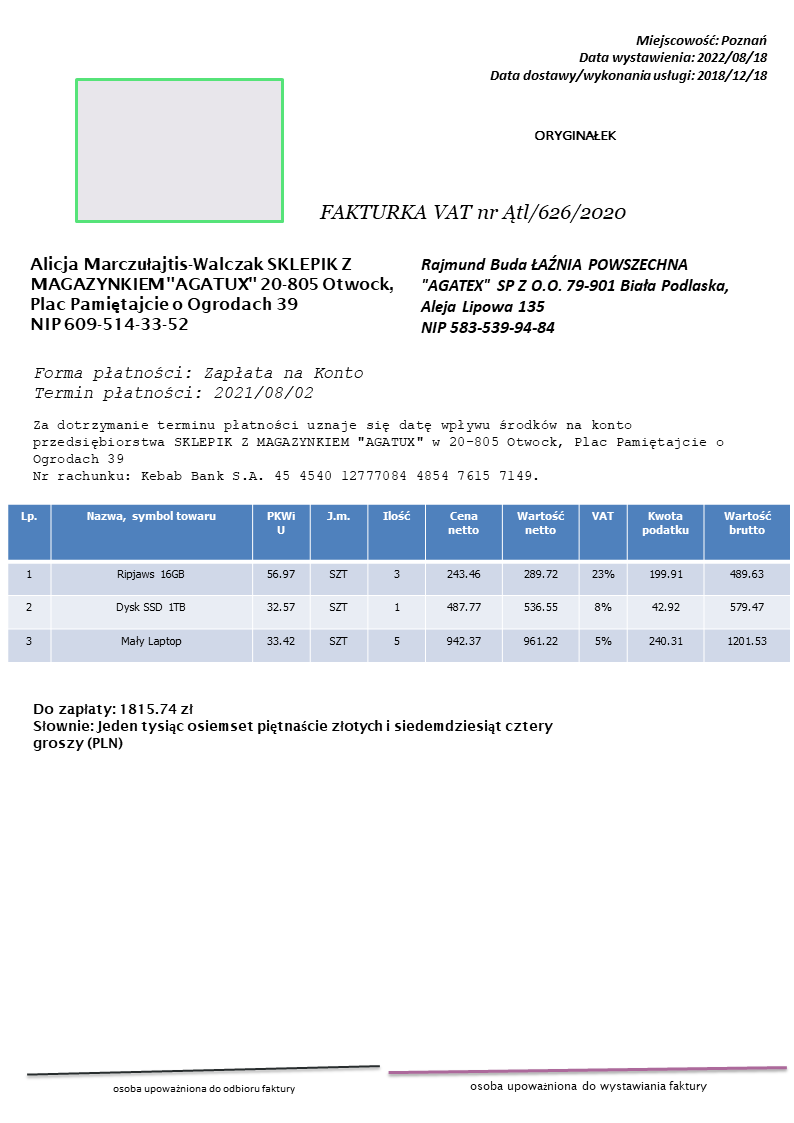 Miejscowość: Poznań
Data wystawienia: 2022/08/18
Data dostawy/wykonania usługi: 2018/12/18
ORYGINAŁEK
FAKTURKA VAT nr Ątl/626/2020
Alicja Marczułajtis-Walczak SKLEPIK Z
MAGAZYNKIEM"AGATUX" 20-805 Otwock,
Plac Pamiętajcie o Ogrodach 39
NIP 609-514-33-52
Rajmund Buda ŁAŹNIA POWSZECHNA
"AGATEX" SP Z O.O. 79-901 Biała Podlaska,
Aleja Lipowa 135
NIP 583-539-94-84
Forma płatności: Zapłata na Konto
Termin płatności: 2021/08/02
Za dotrzymanie terminu płatności uznaje się datę wpływu środków na konto
przedsiębiorstwa SKLEPIK Z MAGAZYNKIEM "AGATUX" w 20-805 Otwock, Plac Pamiętajcie o
Ogrodach 39
Nr rachunku: Kebab Bank S.A. 45 4540 12777084 4854 7615 7149.
Lp. Nazwa, symbol towaru PKWi J.m. Ilość Cena Wartość VAT Kwota Wartość
U netto netto podatku brutto
1 Ripjaws 16GB 56.97 SZT 3 243.46 289.72 23% 199.91 489.63
2 Dysk SSD 1TB 32.57 SZT 1 487.77 536.55 8% 42.92 579.47
3 Mały Laptop 33.42 SZT 5 942.37 961.22 5% 240.31 1201.53
Do zapłaty: 1815.74 zł
Słownie: Jeden tysiąc osiemset piętnaście złotych i siedemdziesiąt cztery
groszy (PLN)
osoba upoważniona do odbioru faktury
osoba upoważniona do wystawiania faktury